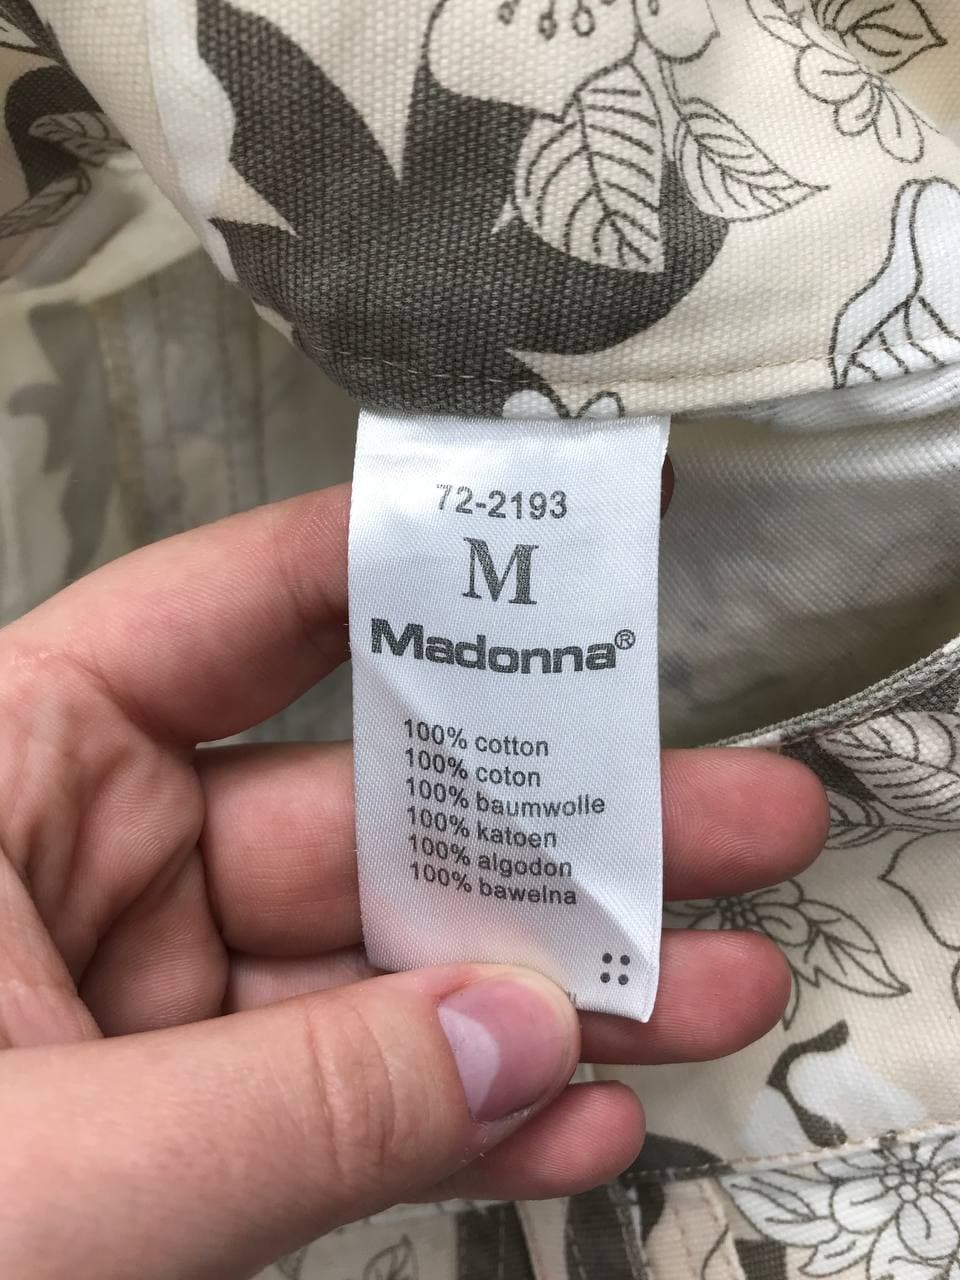 72-2193
M
Madonna®
100% cotton
100% coton
100% baumwolle
100% katoen
100% algodon
100% bawelna